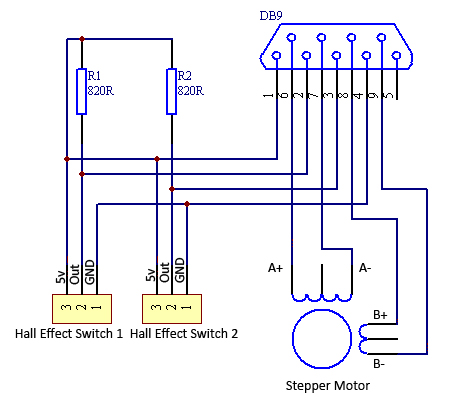 DB9
R1
820R
R2
820R
1 6 2 7 3 8 4 9 5
5v Out GND
5v Out GND
A+ A-
3 2 1
3 2 1
B+
Hall Effect Switch 1 Hall Effect Switch 2
B-
Stepper Motor